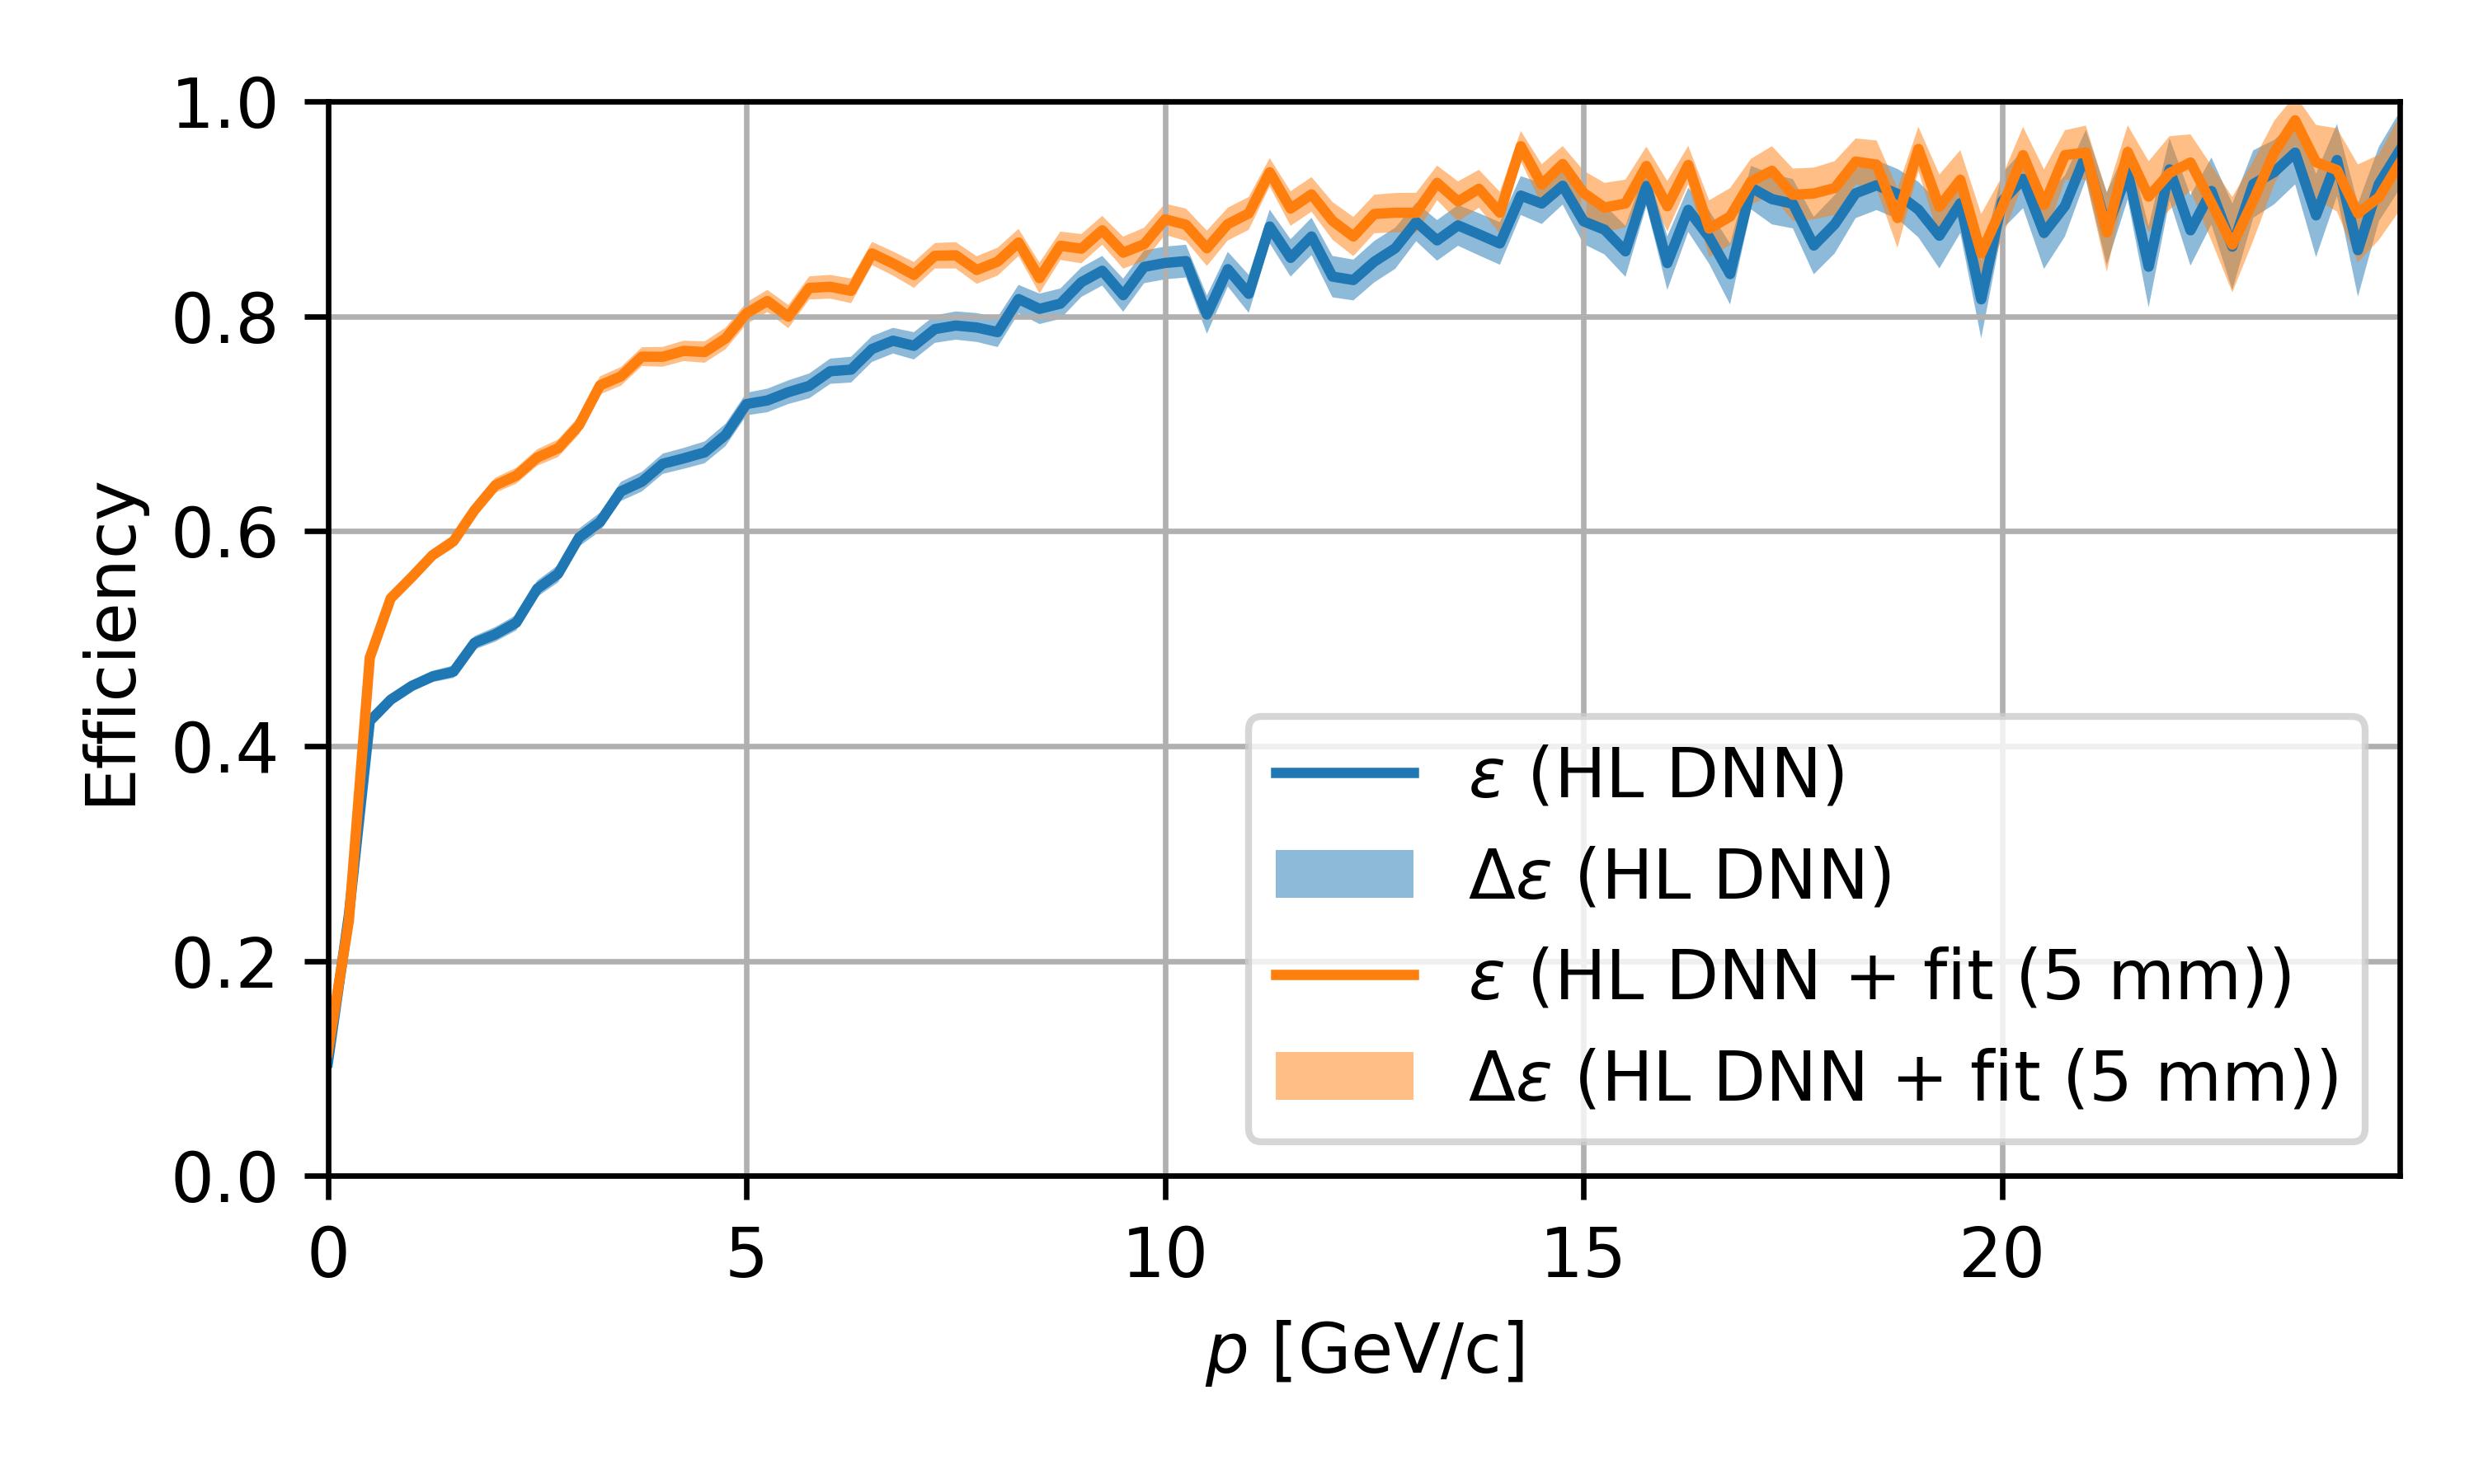 1.0
0.8
0.6
0.4
0.2
0.0
Efficiency
ε (HL DNN)
Δε (HL DNN)
ε (HL DNN + fit (5 mm))
Δε (HL DNN + fit (5 mm))
0 5 10 15 20
p [GeV/c]